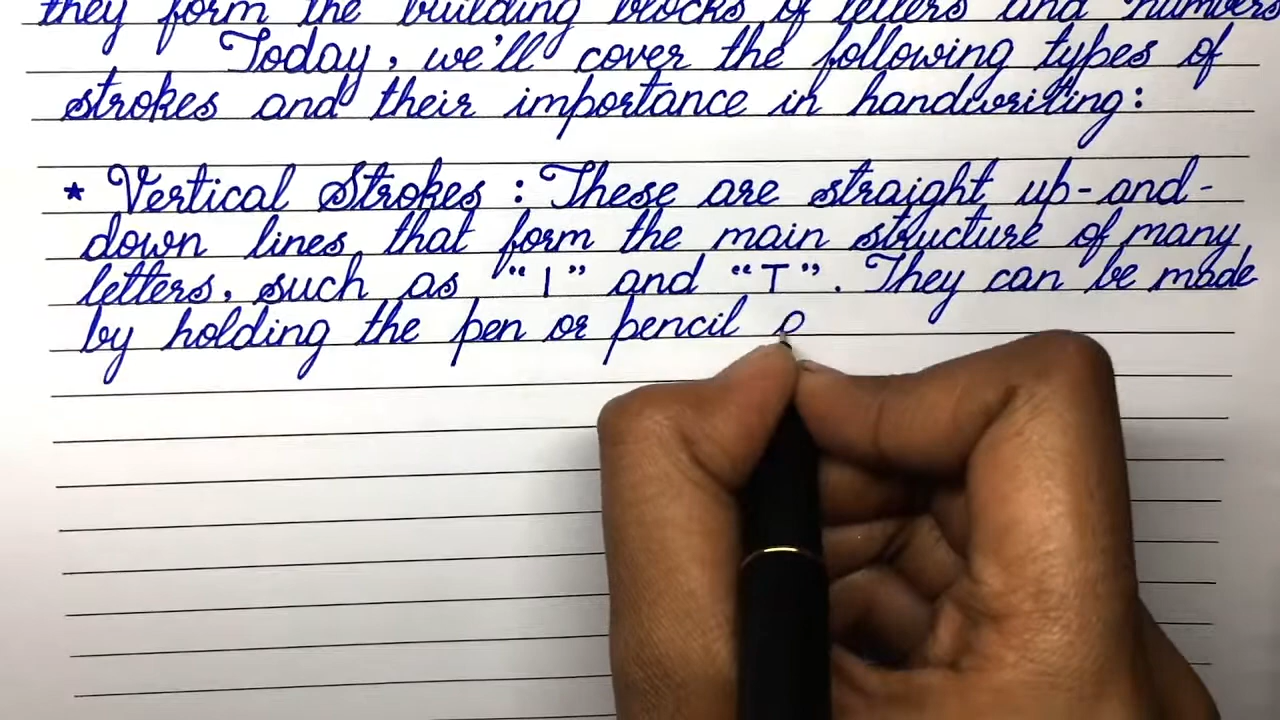 they form the building blocks of letters and numbers
Today, we'll cover the following types of
strokes and their importance in handwriting:
* Vertical Strokes : These are straight up-and-
down lines that form the main structure of many
letters, such as "I" and "T". They can be made
by holding the pen or pencil